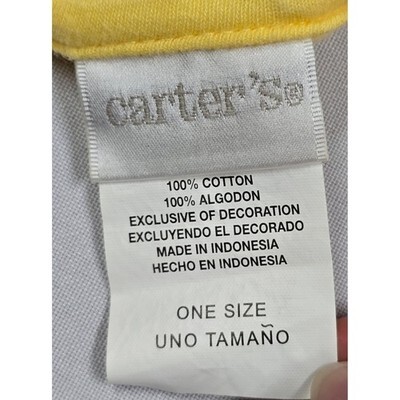 carter's®
100% COTTON
100% ALGODON
EXCLUSIVE OF DECORATION
EXCLUYENDO EL DECORADO
MADE IN INDONESIA
HECHO EN INDONESIA
ONE SIZE
UNO TAMAÑO